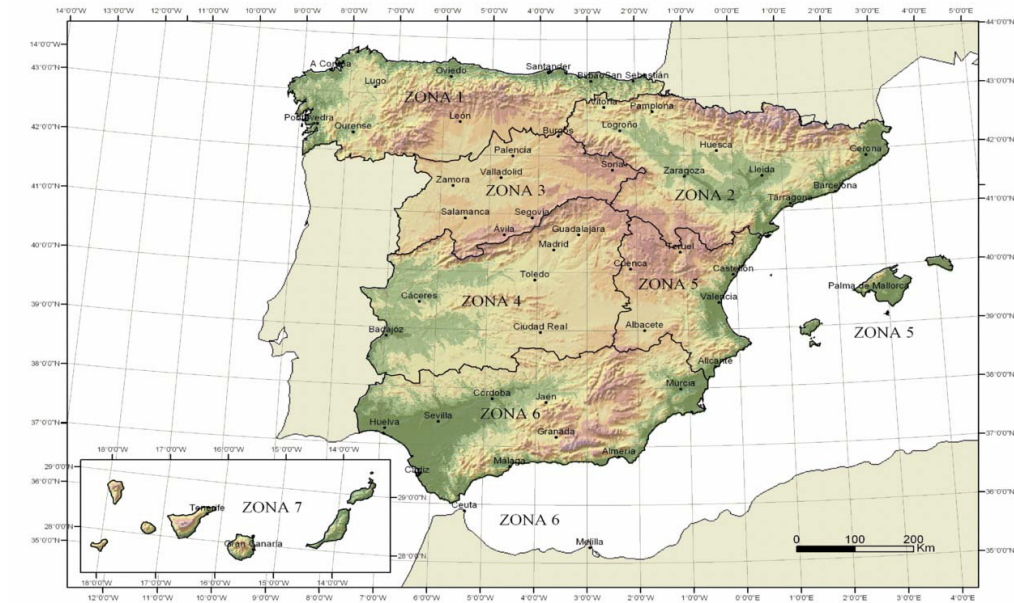 14°0'0"W 12°0'0"W 11°0'0"W 10°0'0"W 9°0'0"W 8°0'0"W 7°0'0"W 6°0'0"W 5°0'0"W 4°0'0"W 3°0'0"W 2°0'0"W 1°0'0"W 0°0'0"E 1°0'0"E 2°0'0"E 3°0'0"E 4°0'0"E 5°0'0"E
14°0'0"W 44°0'0"N
43°0'0"N 43°0'0"N
42°0'0"N 42°0'0"N
41°0'0"N 41°0'0"N
40°0'0"N 40°0'0"N
39°0'0"N 39°0'0"N
38°0'0"N 38°0'0"N
37°0'0"N 37°0'0"N
36°0'0"N 36°0'0"N
35°0'0"N 35°0'0"N
A Coruña
Lugo
Oviedo
Santander
Bilbao
San Sebastián
ZONA 1
León
Vitoria
Pamplona
Pontevedra
Ourense
Burgos
Logroño
Huesca
Gerona
Palencia
Valladolid
Zamora
Soria
Zaragoza
Lleida
Barcelona
ZONA 3
ZONA 2
Tarragona
Salamanca
Segovia
Ávila
Guadalajara
Madrid
Teruel
Cuenca
Castellón
Toledo
ZONA 5
Palma de Mallorca
Cáceres
ZONA 4
Valencia
Badajoz
Ciudad Real
Albacete
ZONA 5
Alicante
Córdoba
Jaén
Murcia
Huelva
Sevilla
ZONA 6
Granada
Almería
Málaga
Cádiz
Ceuta
ZONA 6
Melilla
18°0'0"W 17°0'0"W 16°0'0"W 15°0'0"W 14°0'0"W
29°0'0"N 29°0'0"N
28°0'0"N 28°0'0"N
Tenerife
ZONA 7
Gran Canaria
18°0'0"W 17°0'0"W 16°0'0"W 15°0'0"W 14°0'0"W
0 100 200
Km
12°0'0"W 11°0'0"W 10°0'0"W 9°0'0"W 8°0'0"W 7°0'0"W 6°0'0"W 5°0'0"W 4°0'0"W 3°0'0"W 2°0'0"W 1°0'0"W 0°0'0"E 1°0'0"E 2°0'0"E 3°0'0"E 4°0'0"E